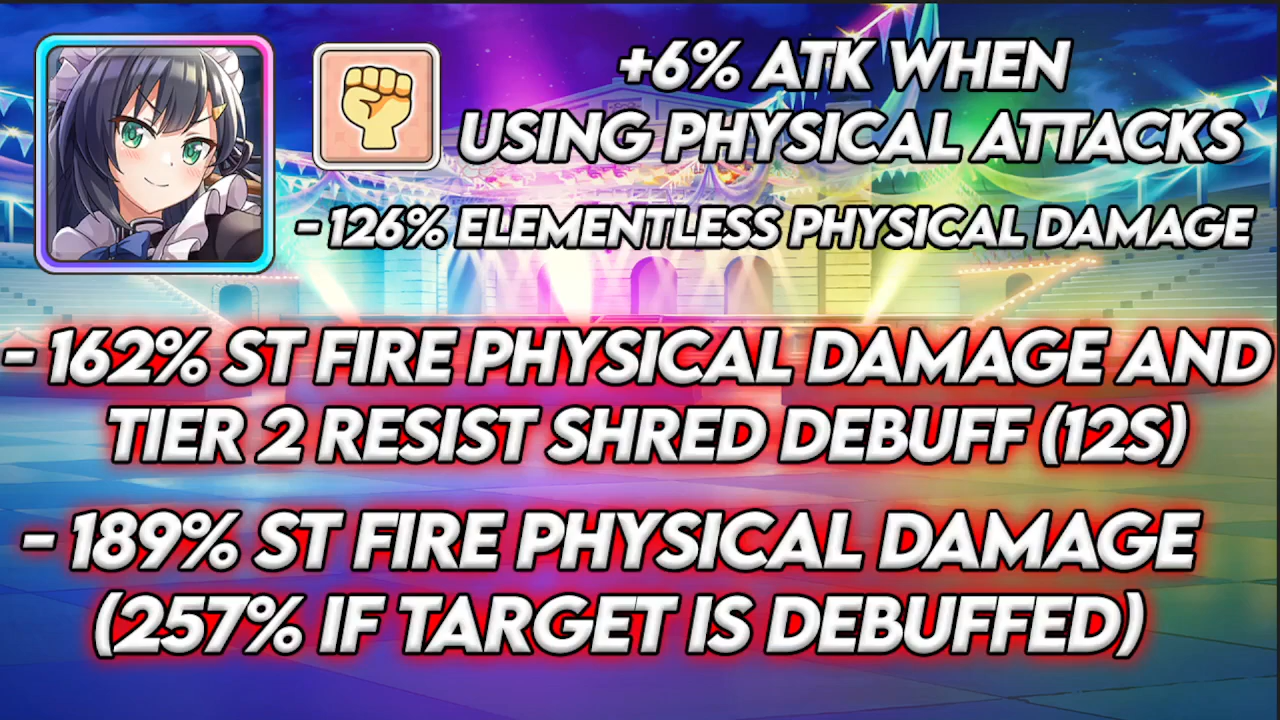 +6% ATK WHEN
USING PHYSICAL ATTACKS
- 126% ELEMENTLESS PHYSICAL DAMAGE
- 162% ST FIRE PHYSICAL DAMAGE AND
TIER 2 RESIST SHRED DEBUFF (12S)
- 189% ST FIRE PHYSICAL DAMAGE
(257% IF TARGET IS DEBUFFED)